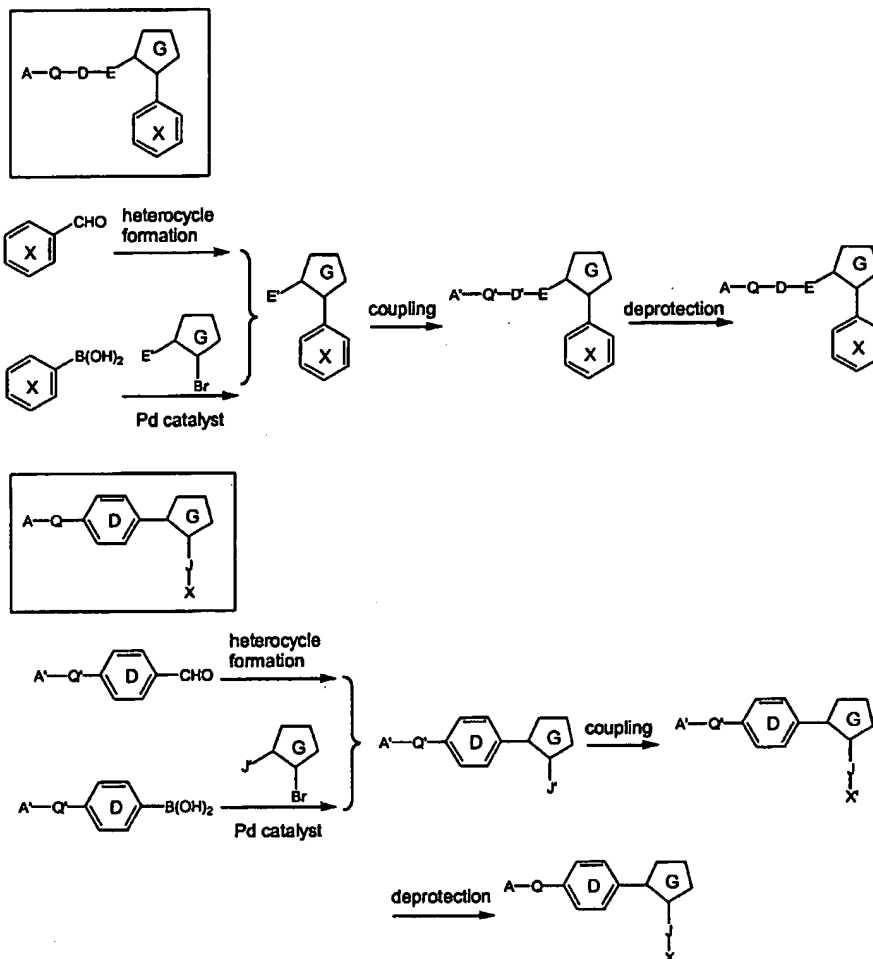 G
A—Q—D—E
X
CHO
X
heterocycle
formation
B(OH)₂
X
E'
G
Br
Pd catalyst
E'
G
X
coupling
A'—Q'—D'—E
G
X
deprotection
A—Q—D—E
G
X
A—Q
D
G
J
X
A'—Q'
D
CHO
heterocycle
formation
A'—Q'
D
B(OH)₂
J'
G
Br
Pd catalyst
A'—Q'
D
G
J'
coupling
A'—Q'
D
G
J
X'
deprotection
A—Q
D
G
J
X